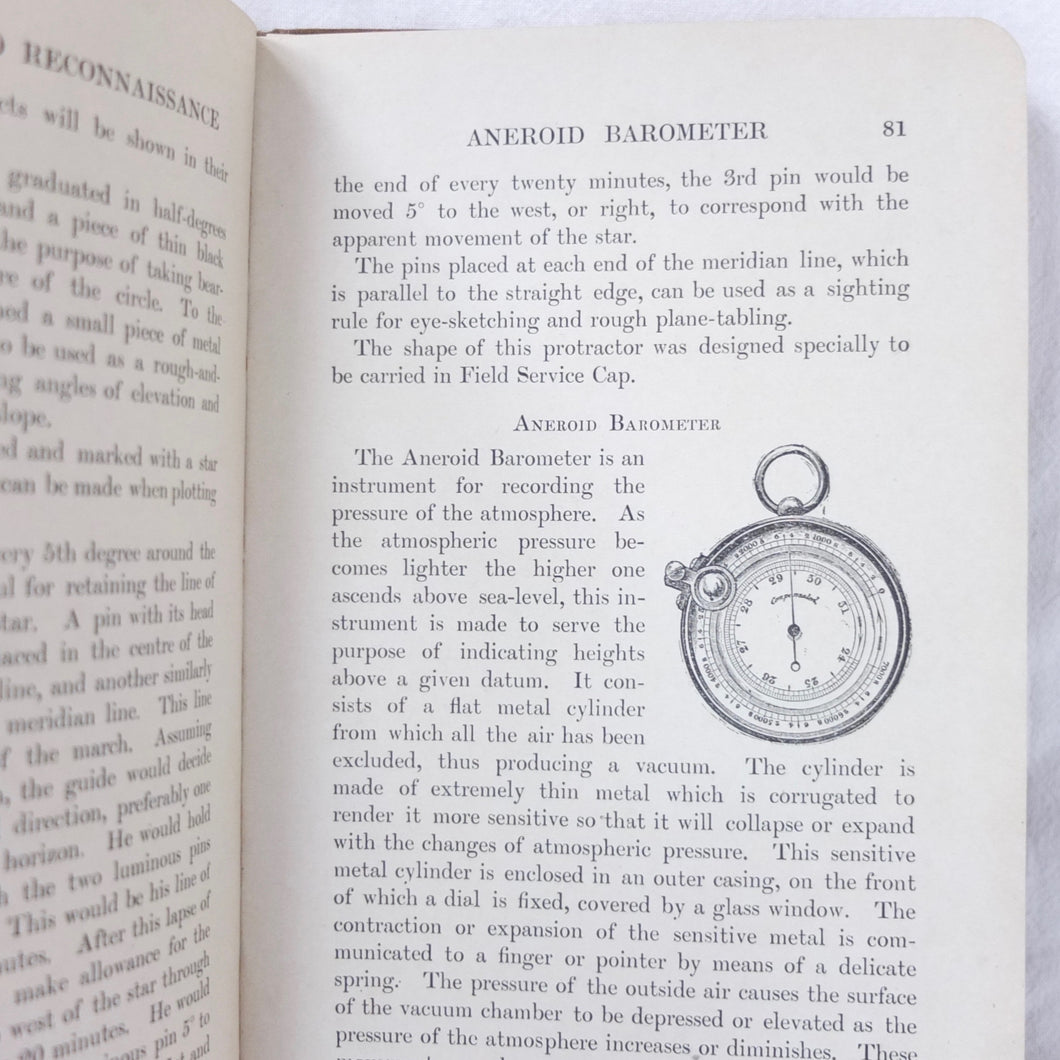 RECONNAISSANCE
will be shown in their
graduated in half-degrees
and a piece of thin black
the purpose of taking bear-
of the circle. To the
a small piece of metal
to be used as a rough-and-
angles of elevation and
slope.
and marked with a star
can be made when plotting
5th degree around the
for retaining the line of
star. A pin with its head
in the centre of the
line, and another similarly
meridian line. This line
of the march. Assuming
the guide would decide
direction, preferably one
horizon. He would hold
the two luminous pins
This would be his line of
After this lapse of
make allowance for the
west of the star through
20 minutes. He would
pin 5° to
and
ANEROID BAROMETER 81
the end of every twenty minutes, the 3rd pin would be
moved 5° to the west, or right, to correspond with the
apparent movement of the star.
The pins placed at each end of the meridian line, which
is parallel to the straight edge, can be used as a sighting
rule for eye-sketching and rough plane-tabling.
The shape of this protractor was designed specially to
be carried in Field Service Cap.
ANEROID BAROMETER
The Aneroid Barometer is an
instrument for recording the
pressure of the atmosphere. As
the atmospheric pressure be-
comes lighter the higher one
ascends above sea-level, this in-
strument is made to serve the
purpose of indicating heights
above a given datum. It con-
sists of a flat metal cylinder
from which all the air has been
excluded, thus producing a vacuum. The cylinder is
made of extremely thin metal which is corrugated to
render it more sensitive so that it will collapse or expand
with the changes of atmospheric pressure. This sensitive
metal cylinder is enclosed in an outer casing, on the front
of which a dial is fixed, covered by a glass window. The
contraction or expansion of the sensitive metal is com-
municated to a finger or pointer by means of a delicate
spring. The pressure of the outside air causes the surface
of the vacuum chamber to be depressed or elevated as the
pressure of the atmosphere increases or diminishes. These
29 30
28 31
Compensated
27 24
26 25